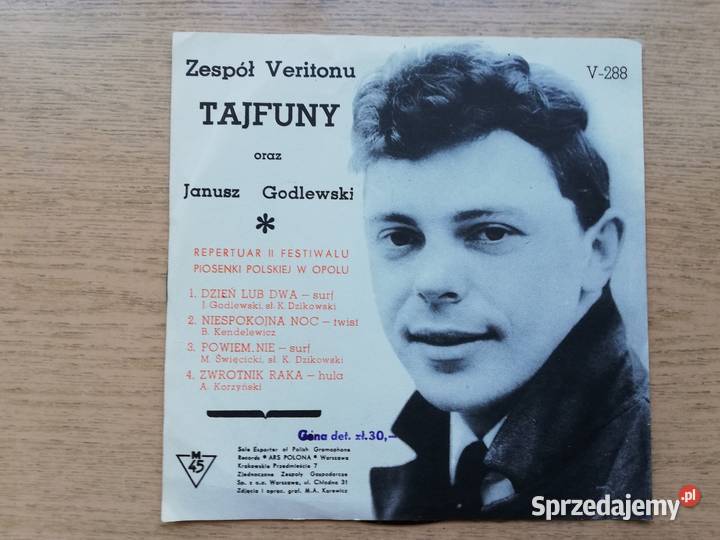 Zespół Veritonu
V-288
TAJFUNY
oraz
Janusz Godlewski
*
REPERTUAR II FESTIWALU
PIOSENKI POLSKIEJ W OPOLU
1. DZIEŃ LUB DWA – surf
J. Godlewski, sł. K. Dzikowski
2. NIESPOKOJNA NOC – twist
B. Kendelewicz
3. POWIEM, NIE – surf
M. Święcicki, sł. K. Dzikowski
4. ZWROTNIK RAKA – hula
A. Korzyński
Cena det. zł. 30,–
M
45
Sole Exporter of Polish Gramophone
Records * ARS POLONA * Warszawa
Krakowskie Przedmieście 7
Zjednoczone Zespoły Gospodarcze
Sp. z o.o. Warszawa, ul. Chłodna 31
Zdjęcia i oprac. graf. M.A. Karewicz
Sprzedajemy.pl